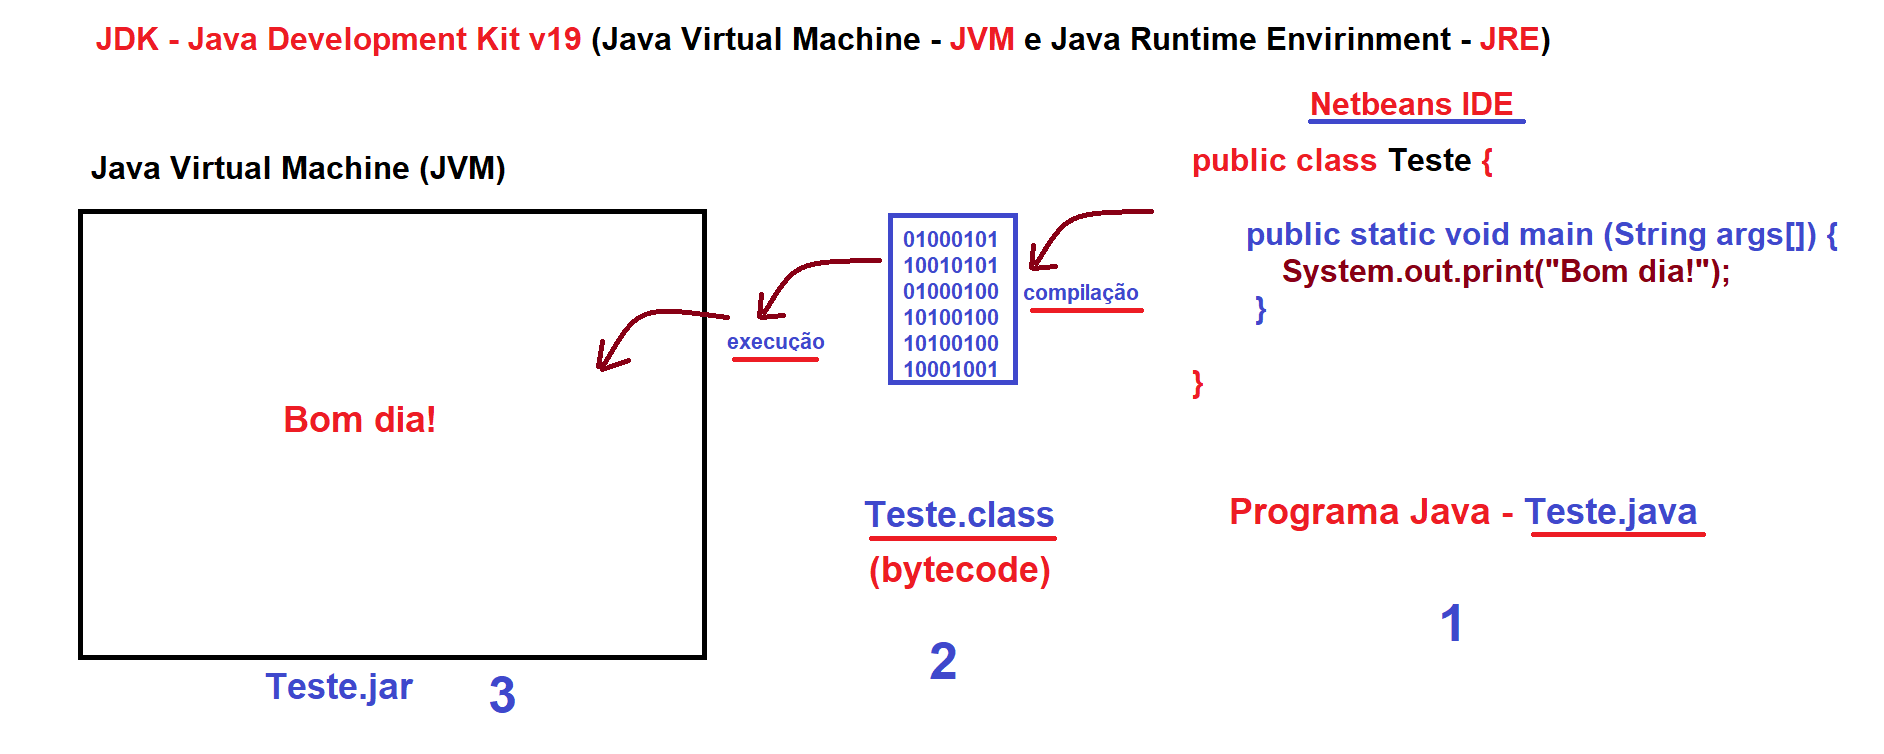 JDK - Java Development Kit v19 (Java Virtual Machine - JVM e Java Runtime Envirinment - JRE)
Netbeans IDE
public class Teste {
public static void main (String args[]) {
System.out.print("Bom dia!");
}
}
Programa Java - Teste.java
1
compilação
01000101
10010101
01000100
10100100
10100100
10001001
Teste.class
(bytecode)
2
execução
Java Virtual Machine (JVM)
Bom dia!
Teste.jar
3